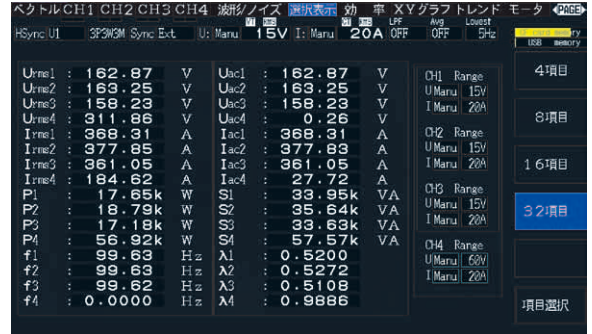 ベクトル CH1 CH2 CH3 CH4 波形/ノイズ 選択表示 効 率 XYグラフ トレンド モータ ◀PAGE▶
HSync U1 3P3W3M Sync Ext U: Manu 15V I: Manu 20A LPF OFF Avg OFF Lowest 5Hz
USB memory
Urms1 : 162.87 V Uac1 : 162.87 V
Urms2 : 163.25 V Uac2 : 163.25 V
Urms3 : 158.23 V Uac3 : 158.23 V
Urms4 : 311.86 V Uac4 : 0.26 V
Irms1 : 368.31 A Iac1 : 368.31 A
Irms2 : 377.85 A Iac2 : 377.83 A
Irms3 : 361.05 A Iac3 : 361.05 A
Irms4 : 184.62 A Iac4 : 27.72 A
P1 : 17.65k W S1 : 33.95k VA
P2 : 18.79k W S2 : 35.64k VA
P3 : 17.18k W S3 : 33.63k VA
P4 : 56.92k W S4 : 57.57k VA
f1 : 99.63 Hz λ1 : 0.5200
f2 : 99.63 Hz λ2 : 0.5272
f3 : 99.62 Hz λ3 : 0.5108
f4 : 0.0000 Hz λ4 : 0.9886
CH1 Range
U Manu 15V
I Manu 20A
CH2 Range
U Manu 15V
I Manu 20A
CH3 Range
U Manu 15V
I Manu 20A
CH4 Range
U Manu 60V
I Manu 20A
4項目
8項目
16項目
32項目
項目選択